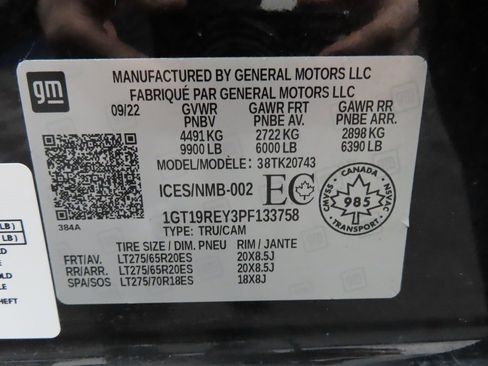 gm
MANUFACTURED BY GENERAL MOTORS LLC
FABRIQUÉ PAR GENERAL MOTORS LLC
09/22 GVWR GAWR FRT GAWR RR
PNBV PNBE AV. PNBE ARR.
4491 KG 2722 KG 2898 KG
9900 LB 6000 LB 6390 LB
MODEL/MODÈLE: 38TK20743
ICES/NMB-002 EC
CANADA
985
NSVAC
384A
1GT19REY3PF133758
TYPE: TRU/CAM
TIRE SIZE / DIM. PNEU RIM / JANTE
FRT/AV. LT275/65R20ES 20X8.5J
RR/ARR. LT275/65R20ES 20X8.5J
SPA/SOS LT275/70R18ES 18X8J
LB )
LB )